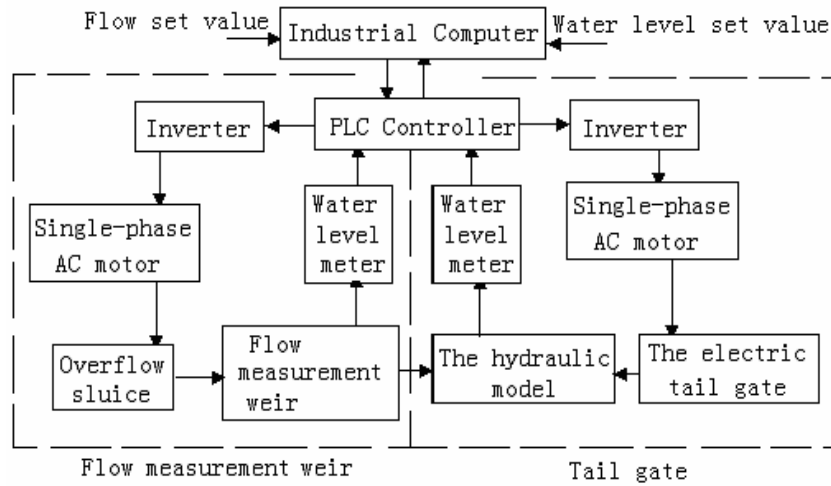 Flow set value
Industrial Computer
Water level set value
Inverter
PLC Controller
Inverter
Single-phase
AC motor
Water
level
meter
Water
level
meter
Single-phase
AC motor
Overflow
sluice
Flow
measurement
weir
The hydraulic
model
The electric
tail gate
Flow measurement weir
Tail gate